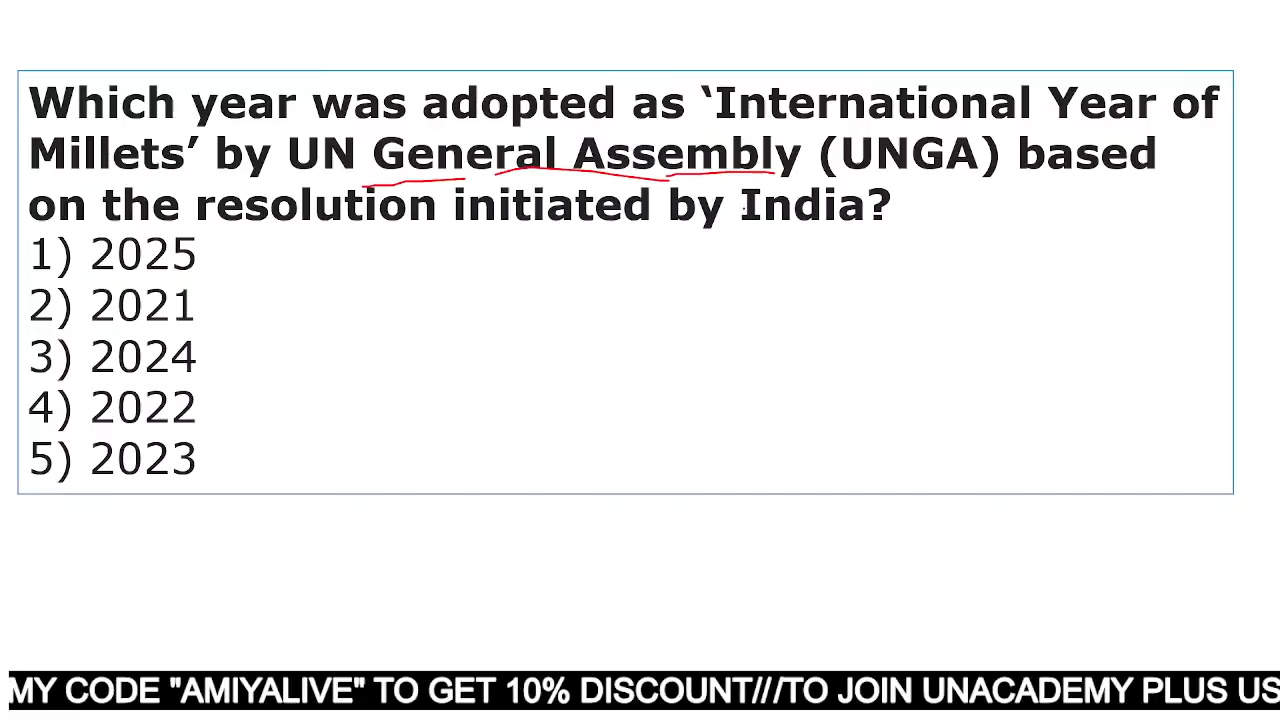 Which year was adopted as ‘International Year of
Millets’ by UN General Assembly (UNGA) based
on the resolution initiated by India?
1) 2025
2) 2021
3) 2024
4) 2022
5) 2023
MY CODE "AMIYALIVE" TO GET 10% DISCOUNT///TO JOIN UNACADEMY PLUS US